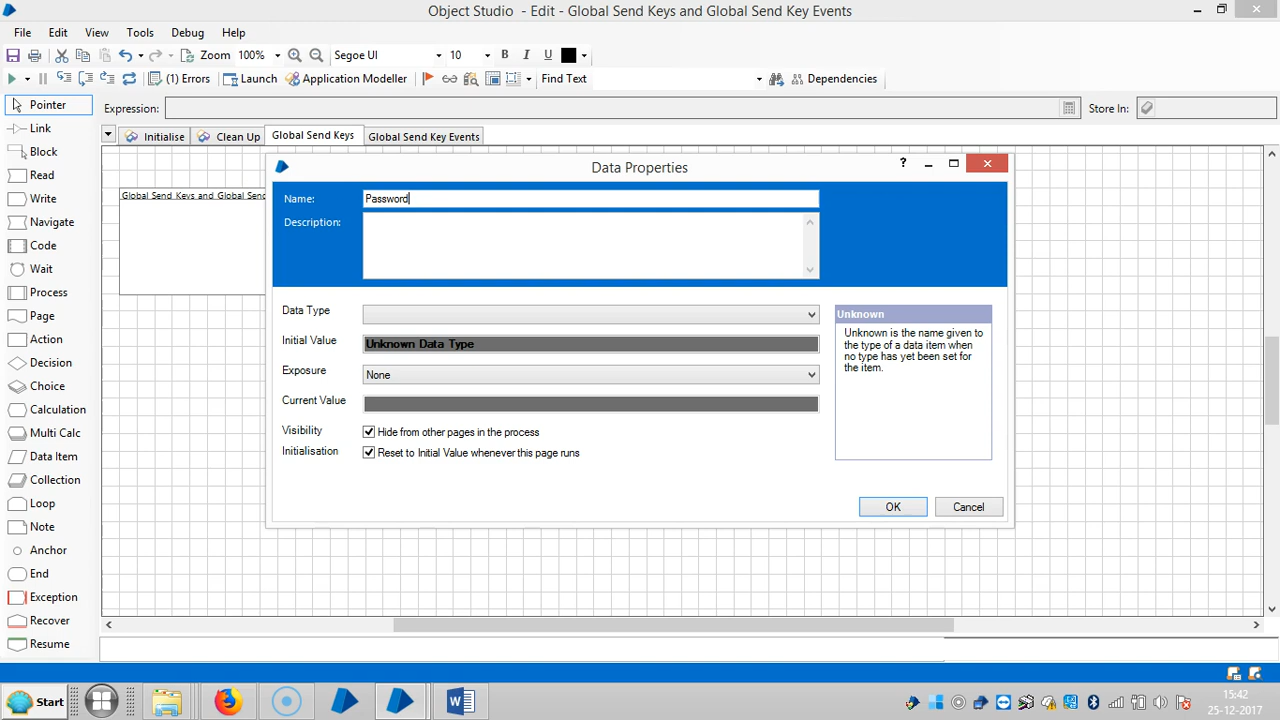 Object Studio - Edit - Global Send Keys and Global Send Key Events
File Edit View Tools Debug Help
Zoom 100% Segoe UI 10 B I U
(1) Errors Launch Application Modeller Find Text Dependencies
Pointer Expression: Store In:
Link Initialise Clean Up Global Send Keys Global Send Key Events
Block
Read
Write
Navigate
Code
Wait
Process
Page
Action
Decision
Choice
Calculation
Multi Calc
Data Item
Collection
Loop
Note
Anchor
End
Exception
Recover
Resume
Global Send Keys and Global Send
Data Properties
?
Name: Password
Description:
Data Type
Initial Value Unknown Data Type
Exposure None
Current Value
Visibility Hide from other pages in the process
Initialisation Reset to Initial Value whenever this page runs
Unknown
Unknown is the name given to
the type of a data item when
no type has yet been set for
the item.
OK Cancel
Start
15:42
25-12-2017